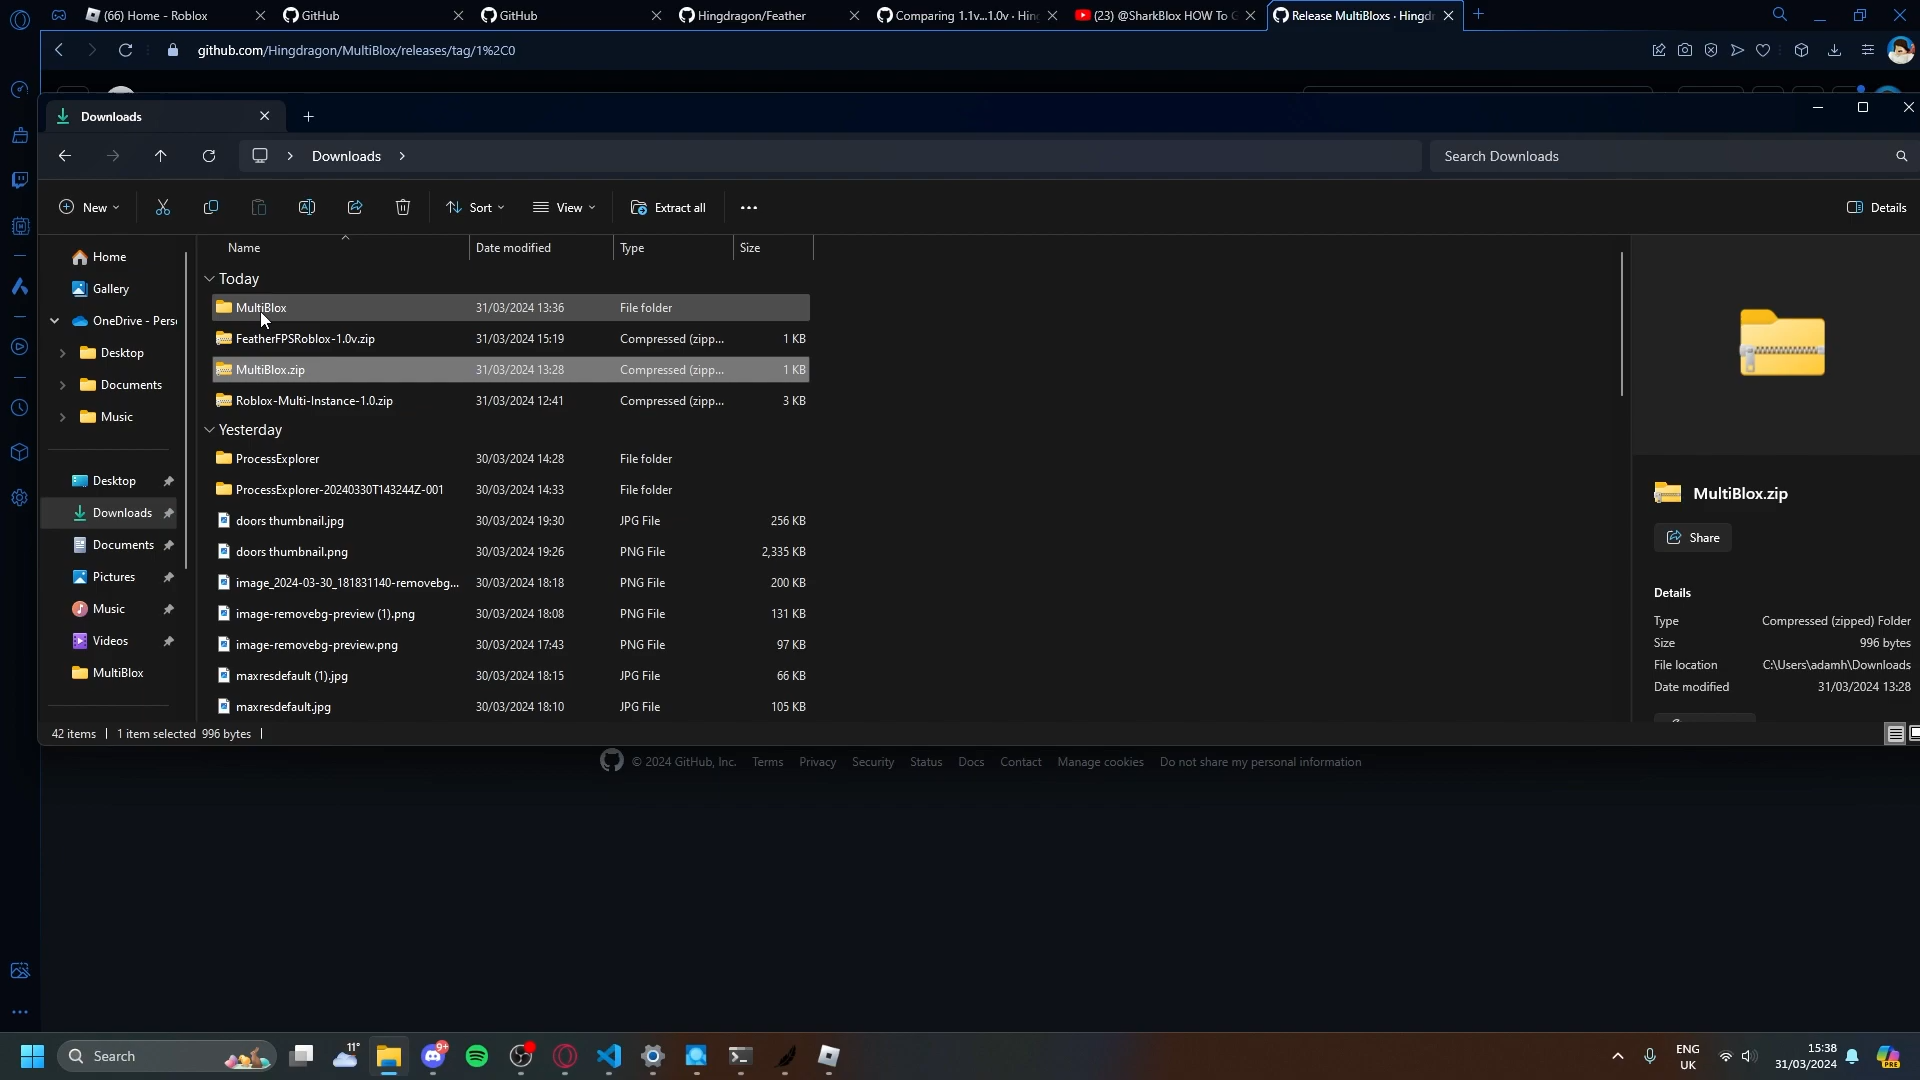 (66) Home - Roblox
GitHub
GitHub
Hingdragon/Feather
Comparing 1.1v...1.0v · Hing
(23) @SharkBlox HOW To G
Release MultiBloxs · Hingdr
github.com/Hingdragon/MultiBlox/releases/tag/1%2C0
Downloads
Downloads
Search Downloads
New
Sort
View
Extract all
Details
Home
Gallery
OneDrive - Pers
Desktop
Documents
Music
Desktop
Downloads
Documents
Pictures
Music
Videos
MultiBlox
Name Date modified Type Size
Today
MultiBlox 31/03/2024 13:36 File folder
FeatherFPSRoblox-1.0v.zip 31/03/2024 15:19 Compressed (zipp... 1 KB
MultiBlox.zip 31/03/2024 13:28 Compressed (zipp... 1 KB
Roblox-Multi-Instance-1.0.zip 31/03/2024 12:41 Compressed (zipp... 3 KB
Yesterday
ProcessExplorer 30/03/2024 14:28 File folder
ProcessExplorer-20240330T143244Z-001 30/03/2024 14:33 File folder
doors thumbnail.jpg 30/03/2024 19:30 JPG File 256 KB
doors thumbnail.png 30/03/2024 19:26 PNG File 2,335 KB
image_2024-03-30_181831140-removebg... 30/03/2024 18:18 PNG File 200 KB
image-removebg-preview (1).png 30/03/2024 18:08 PNG File 131 KB
image-removebg-preview.png 30/03/2024 17:43 PNG File 97 KB
maxresdefault (1).jpg 30/03/2024 18:15 JPG File 66 KB
maxresdefault.jpg 30/03/2024 18:10 JPG File 105 KB
MultiBlox.zip
Share
Details
Type Compressed (zipped) Folder
Size 996 bytes
File location C:\Users\adamh\Downloads
Date modified 31/03/2024 13:28
42 items 1 item selected 996 bytes
© 2024 GitHub, Inc. Terms Privacy Security Status Docs Contact Manage cookies Do not share my personal information
Search
11°
9+
ENG
UK
15:38
31/03/2024
PRE